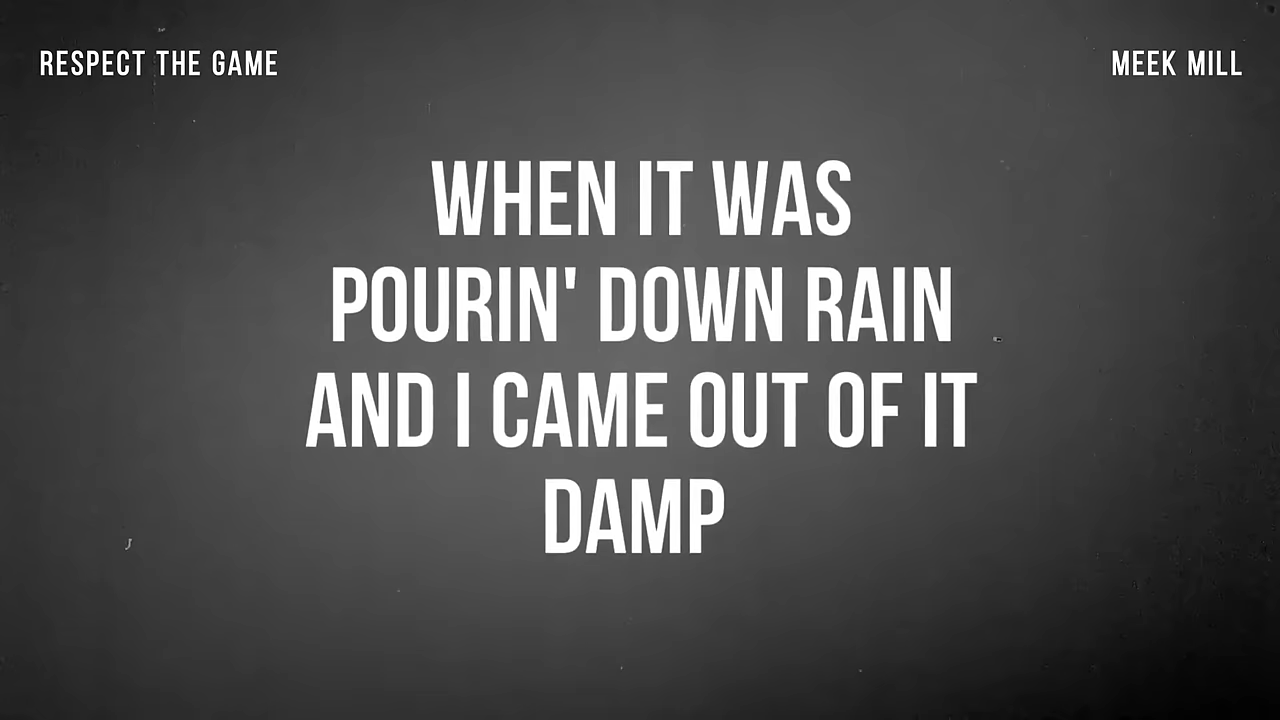 RESPECT THE GAME
MEEK MILL
WHEN IT WAS
POURIN' DOWN RAIN
AND I CAME OUT OF IT
DAMP